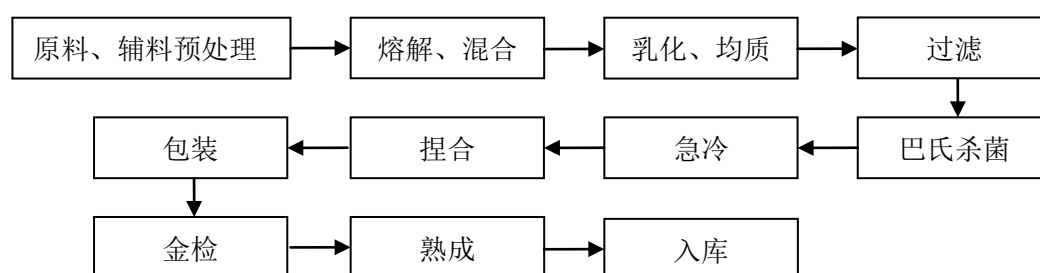 原料、辅料预处理
熔解、混合
乳化、均质
过滤
巴氏杀菌
急冷
捏合
包装
金检
熟成
入库